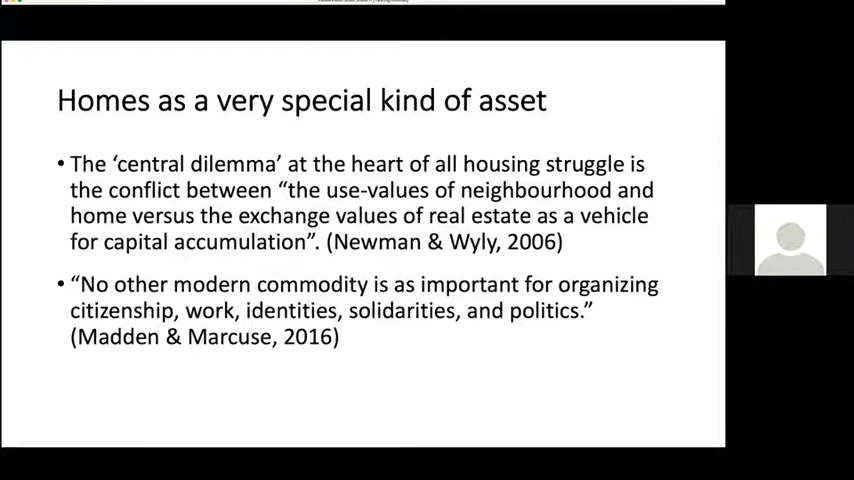 Homes as a very special kind of asset
• The ‘central dilemma’ at the heart of all housing struggle is
the conflict between “the use-values of neighbourhood and
home versus the exchange values of real estate as a vehicle
for capital accumulation”. (Newman & Wyly, 2006)
• “No other modern commodity is as important for organizing
citizenship, work, identities, solidarities, and politics.”
(Madden & Marcuse, 2016)